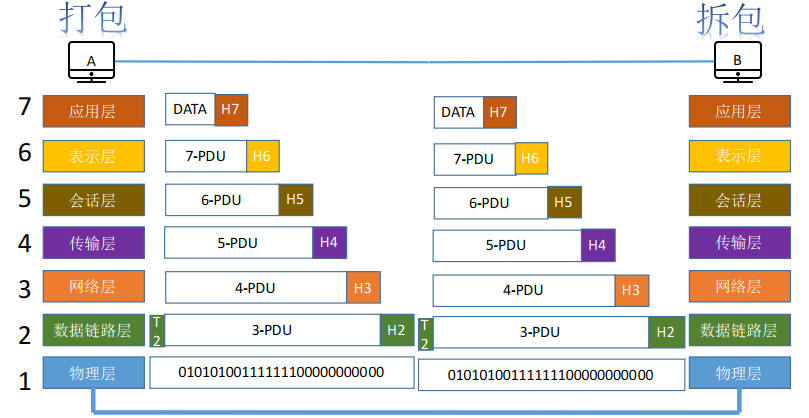 打包 拆包
A B
7 应用层 DATA H7 DATA H7 应用层
6 表示层 7-PDU H6 7-PDU H6 表示层
5 会话层 6-PDU H5 6-PDU H5 会话层
4 传输层 5-PDU H4 5-PDU H4 传输层
3 网络层 4-PDU H3 4-PDU H3 网络层
2 数据链路层 T2 3-PDU H2 T2 3-PDU H2 数据链路层
1 物理层 01010100111111100000000000 01010100111111100000000000 物理层